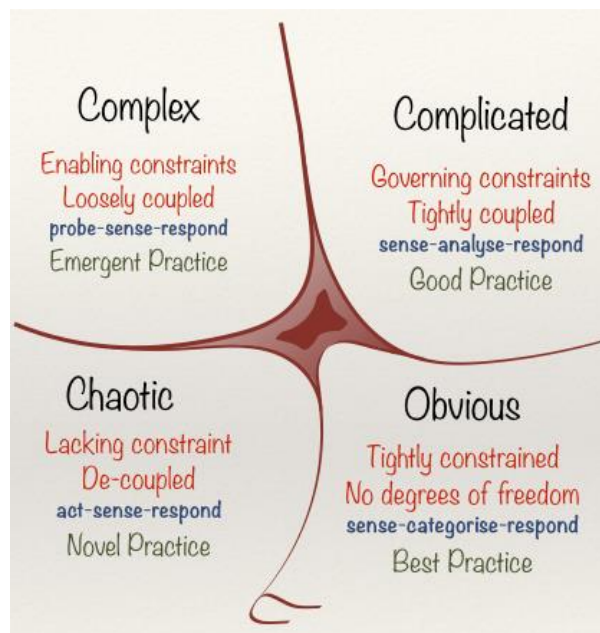 Complex
Enabling constraints
Loosely coupled
probe-sense-respond
Emergent Practice
Complicated
Governing constraints
Tightly coupled
sense-analyse-respond
Good Practice
Chaotic
Lacking constraint
De-coupled
act-sense-respond
Novel Practice
Obvious
Tightly constrained
No degrees of freedom
sense-categorise-respond
Best Practice